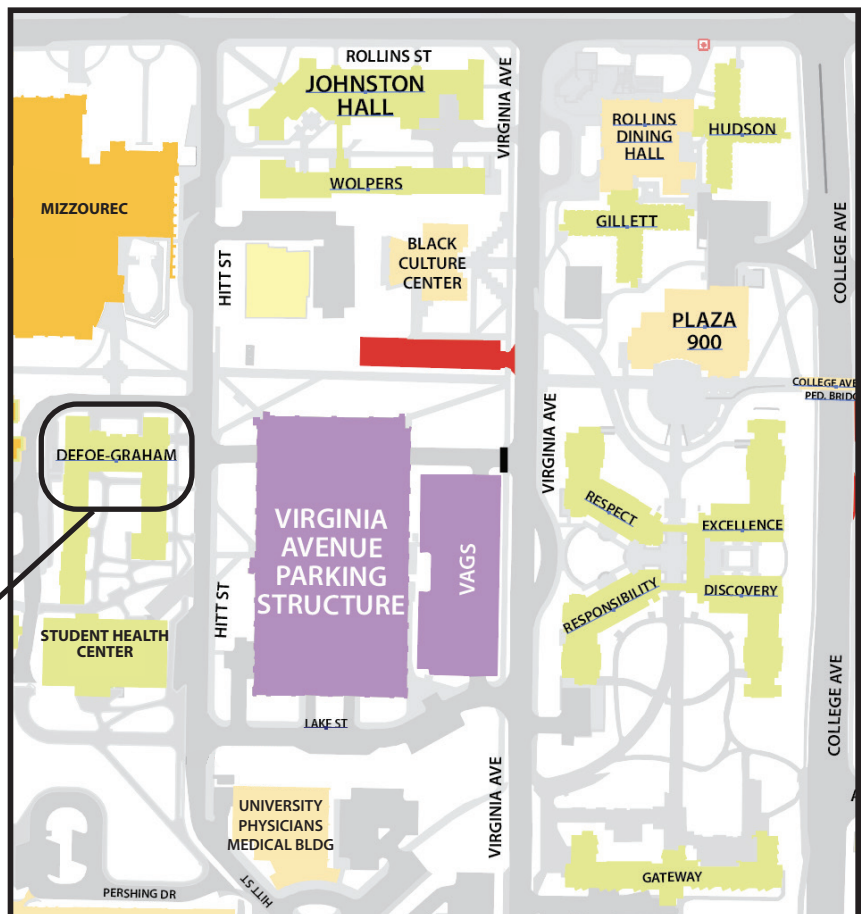 ROLLINS ST
JOHNSTON
HALL
VIRGINIA AVE
ROLLINS
DINING
HALL
HUDSON
WOLPERS
MIZZOUREC
GILLETT
COLLEGE AVE
HITT ST
BLACK
CULTURE
CENTER
PLAZA
900
COLLEGE AVE
PED. BRIDG
DEFOE-GRAHAM
VIRGINIA AVE
VIRGINIA
AVENUE
PARKING
STRUCTURE
VAGS
RESPECT
EXCELLENCE
HITT ST
RESPONSIBILITY
DISCOVERY
STUDENT HEALTH
CENTER
LAKE ST
COLLEGE AVE
VIRGINIA AVE
UNIVERSITY
PHYSICIANS
MEDICAL BLDG
HITT ST
PERSHING DR
GATEWAY